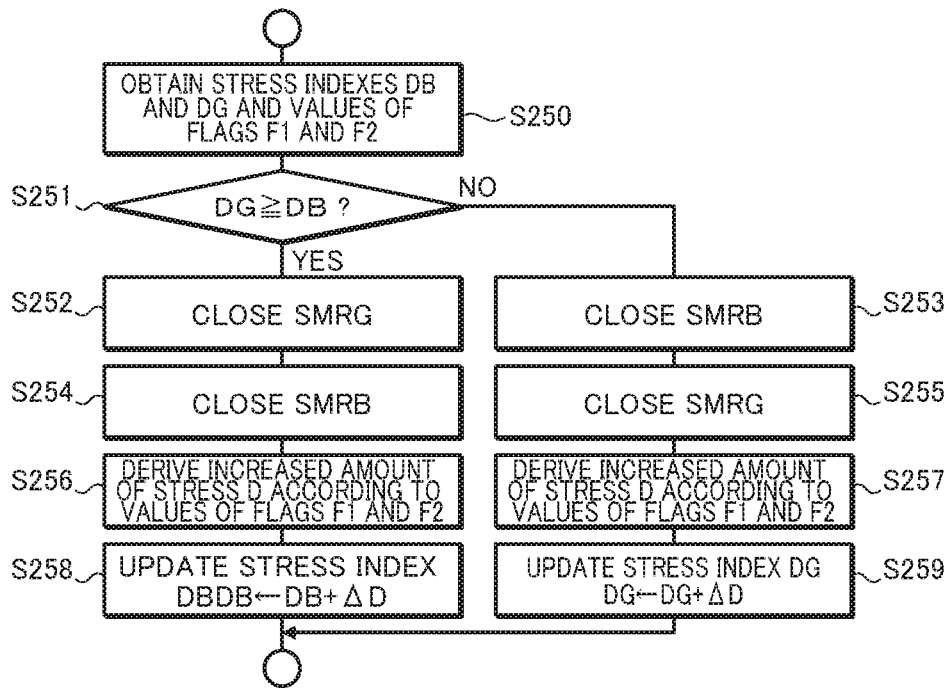 OBTAIN STRESS INDEXES DB
AND DG AND VALUES OF
FLAGS F1 AND F2
S250
S251
DG≧DB ?
NO
YES
S252
CLOSE SMRG
CLOSE SMRB
S253
S254
CLOSE SMRB
CLOSE SMRG
S255
S256
DERIVE INCREASED AMOUNT
OF STRESS D ACCORDING TO
VALUES OF FLAGS F1 AND F2
DERIVE INCREASED AMOUNT
OF STRESS D ACCORDING TO
VALUES OF FLAGS F1 AND F2
S257
S258
UPDATE STRESS INDEX
DBDB←DB+ΔD
UPDATE STRESS INDEX DG
DG←DG+ΔD
S259